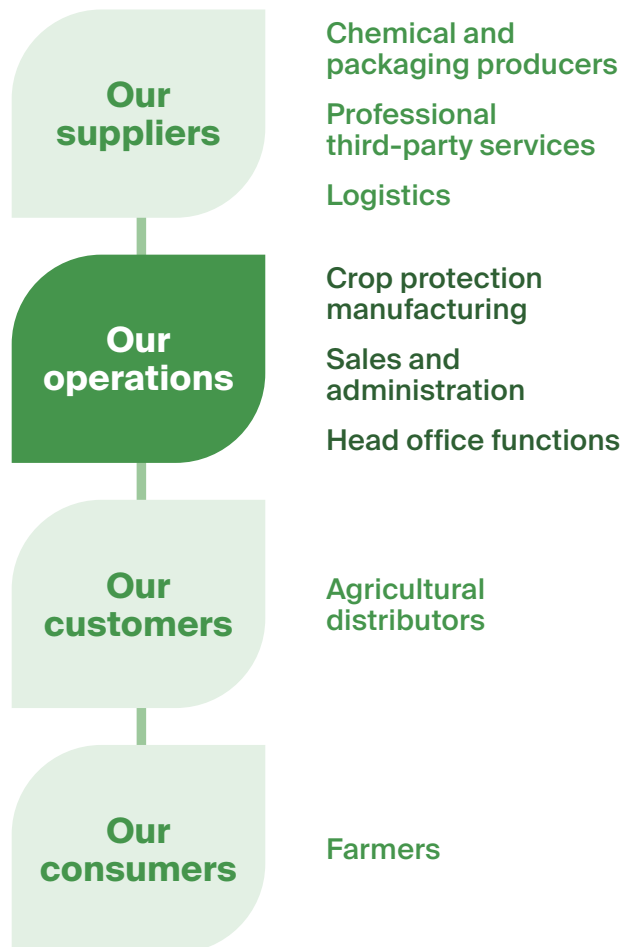 Our
suppliers
Chemical and
packaging producers
Professional
third-party services
Logistics
Our
operations
Crop protection
manufacturing
Sales and
administration
Head office functions
Our
customers
Agricultural
distributors
Our
consumers
Farmers